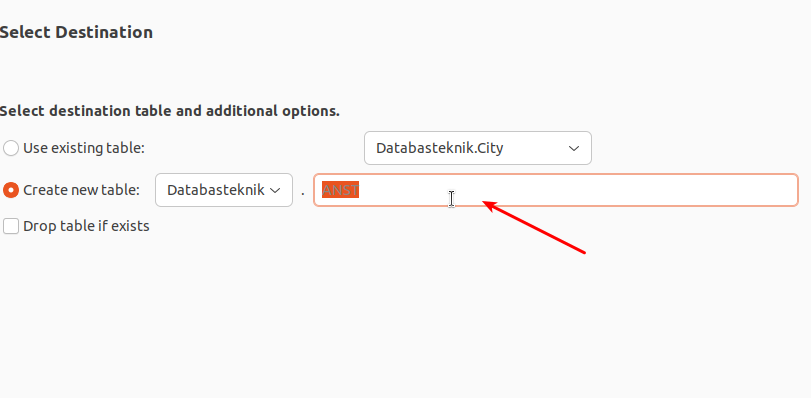 Select Destination
Select destination table and additional options.
Use existing table: Databasteknik.City
Create new table: Databasteknik . ANST
Drop table if exists